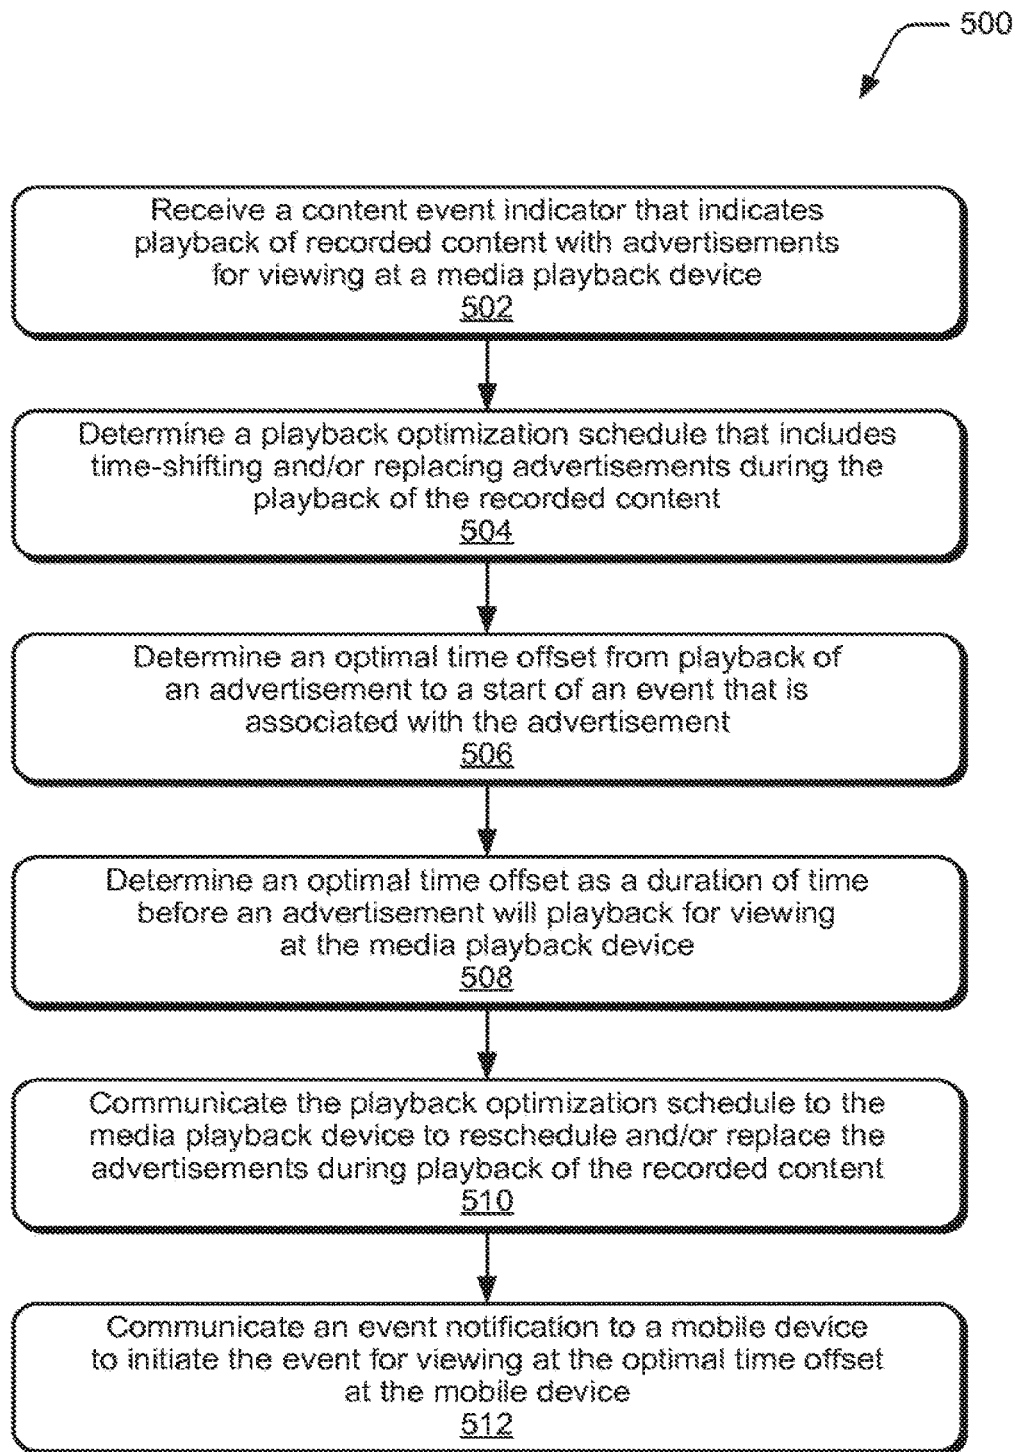 500
Receive a content event indicator that indicates
playback of recorded content with advertisements
for viewing at a media playback device
502
Determine a playback optimization schedule that includes
time-shifting and/or replacing advertisements during the
playback of the recorded content
504
Determine an optimal time offset from playback of
an advertisement to a start of an event that is
associated with the advertisement
506
Determine an optimal time offset as a duration of time
before an advertisement will playback for viewing
at the media playback device
508
Communicate the playback optimization schedule to the
media playback device to reschedule and/or replace the
advertisements during playback of the recorded content
510
Communicate an event notification to a mobile device
to initiate the event for viewing at the optimal time offset
at the mobile device
512